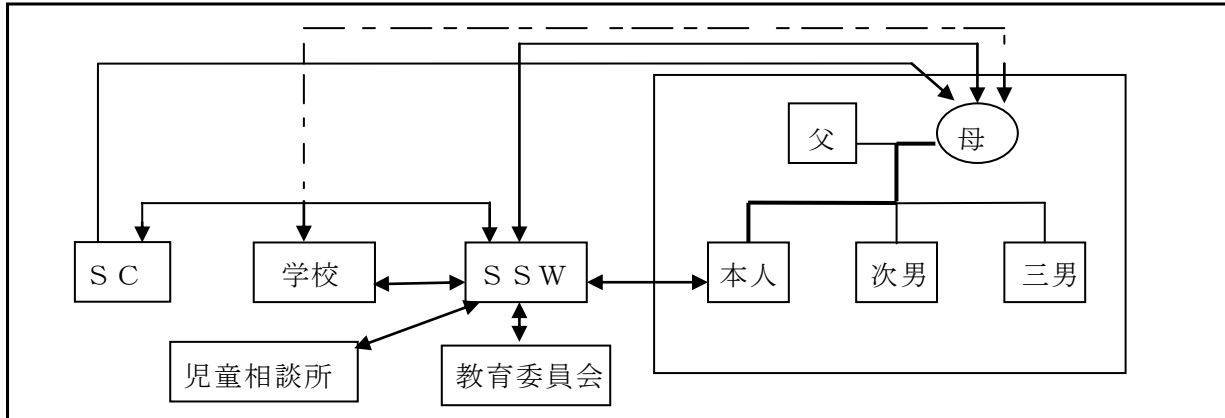 父
母
ＳＣ
学校
ＳＳＷ
本人
次男
三男
児童相談所
教育委員会